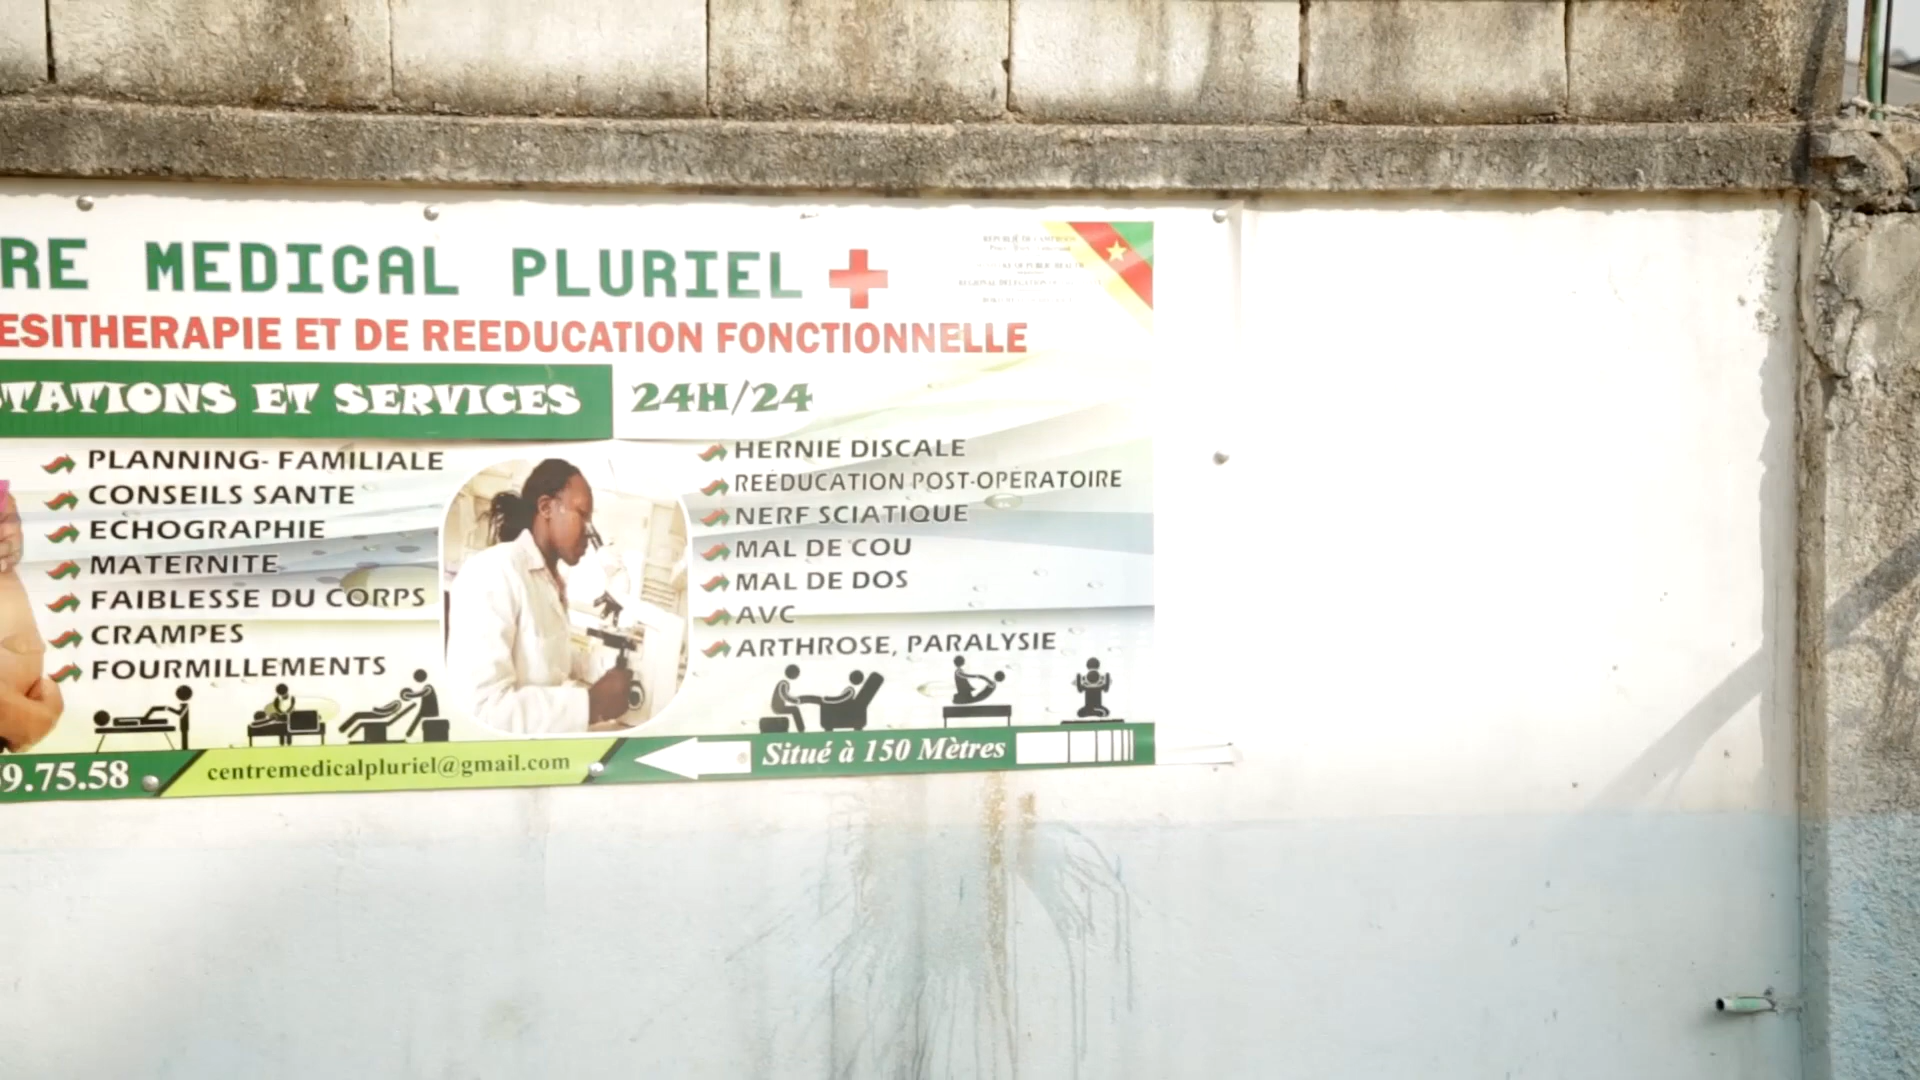 RE MEDICAL PLURIEL
ESITHERAPIE ET DE REEDUCATION FONCTIONNELLE
TATIONS ET SERVICES 24H/24
PLANNING- FAMILIALE
CONSEILS SANTE
ECHOGRAPHIE
MATERNITE
FAIBLESSE DU CORPS
CRAMPES
FOURMILLEMENTS
HERNIE DISCALE
REÉDUCATION POST-OPÉRATOIRE
NERF SCIATIQUE
MAL DE COU
MAL DE DOS
AVC
ARTHROSE, PARALYSIE
9.75.58
centremedicalpluriel@gmail.com
Situé à 150 Mètres